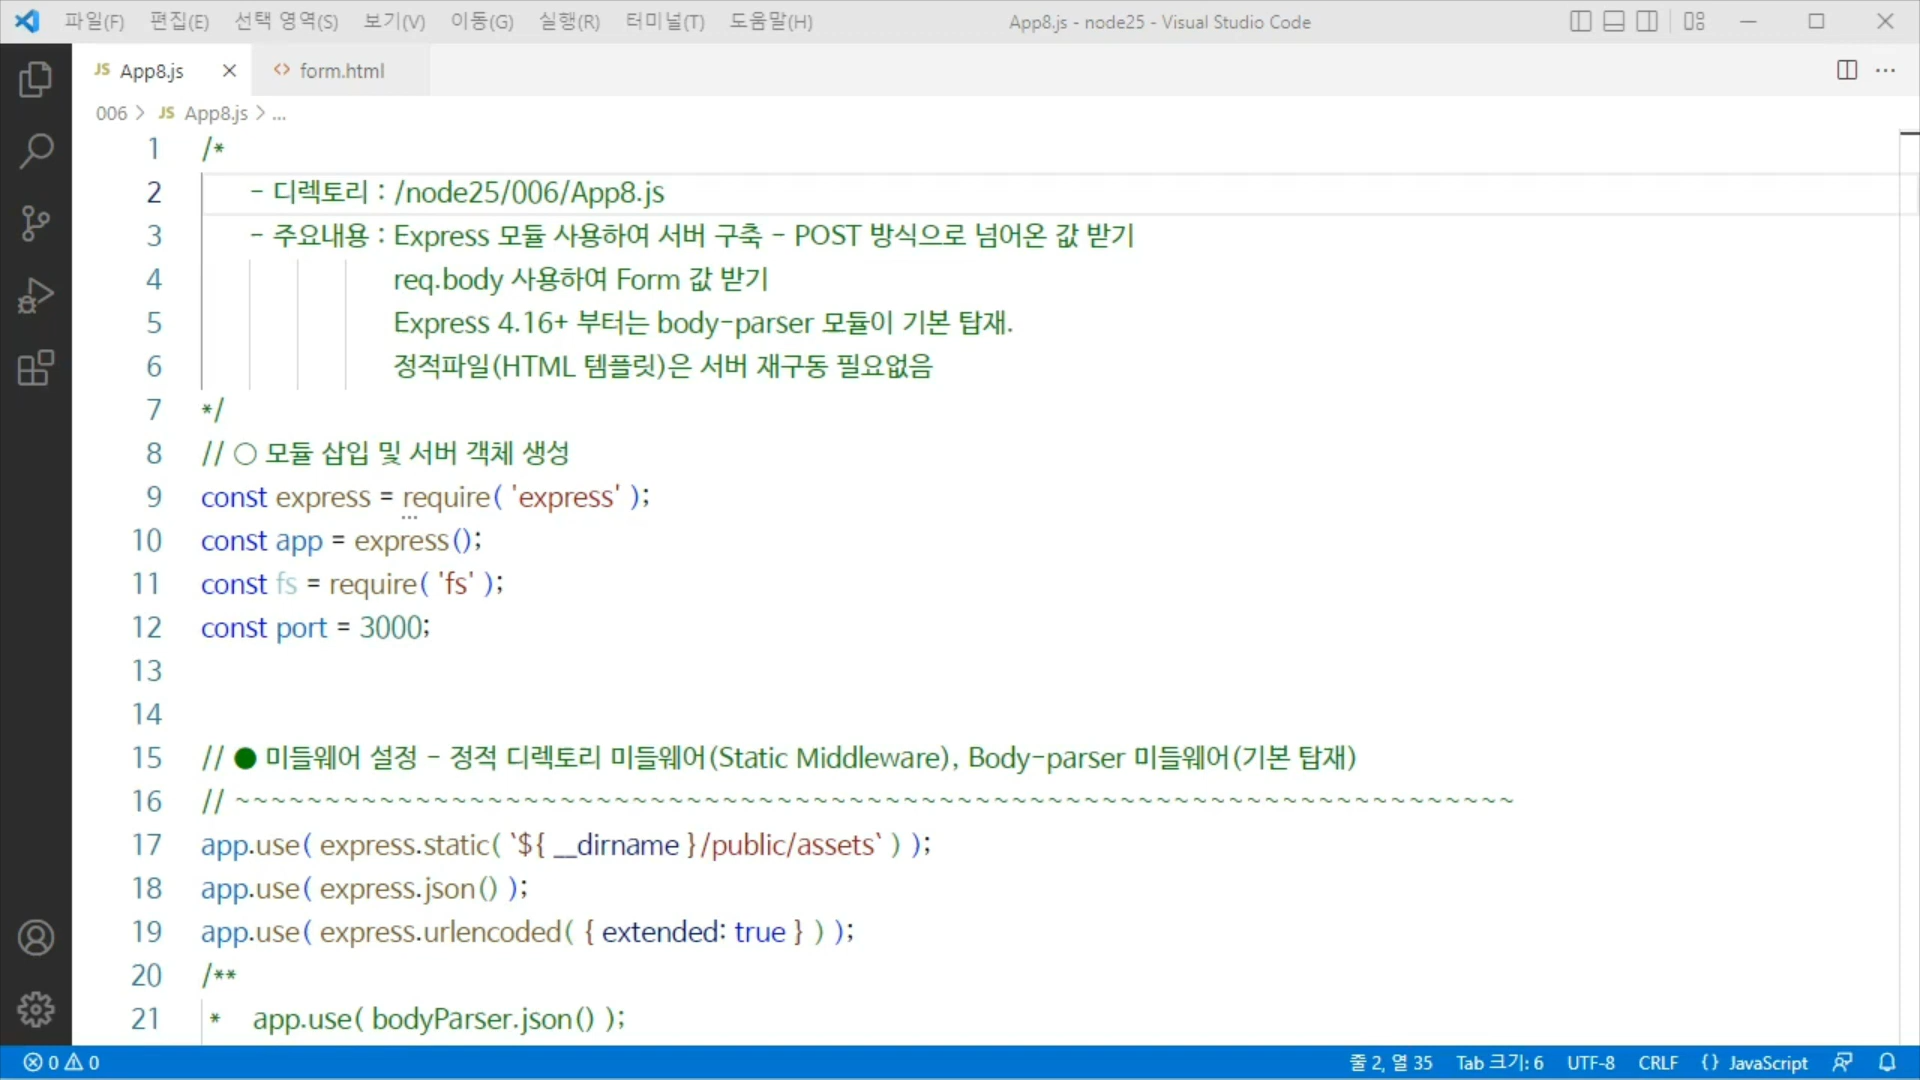 파일(F) 편집(E) 선택 영역(S) 보기(V) 이동(G) 실행(R) 터미널(T) 도움말(H) App8.js - node25 - Visual Studio Code
JS App8.js × <> form.html
006 > JS App8.js > ...
1 /*
2 - 디렉토리 : /node25/006/App8.js
3 - 주요내용 : Express 모듈 사용하여 서버 구축 - POST 방식으로 넘어온 값 받기
4 req.body 사용하여 Form 값 받기
5 Express 4.16+ 부터는 body-parser 모듈이 기본 탑재.
6 정적파일(HTML 템플릿)은 서버 재구동 필요없음
7 */
8 // ○ 모듈 삽입 및 서버 객체 생성
9 const express = require( 'express' );
10 const app = express();
11 const fs = require( 'fs' );
12 const port = 3000;
13
14
15 // ● 미들웨어 설정 - 정적 디렉토리 미들웨어(Static Middleware), Body-parser 미들웨어(기본 탑재)
16 // ~~~~~~~~~~~~~~~~~~~~~~~~~~~~~~~~~~~~~~~~~~~~~~~~~~~~~~~~~~~~~~~~~~~~~~~
17 app.use( express.static( `${ __dirname }/public/assets` ) );
18 app.use( express.json() );
19 app.use( express.urlencoded( { extended: true } ) );
20 /**
21 * app.use( bodyParser.json() );
0 0 줄 2, 열 35 Tab 크기: 6 UTF-8 CRLF {} JavaScript